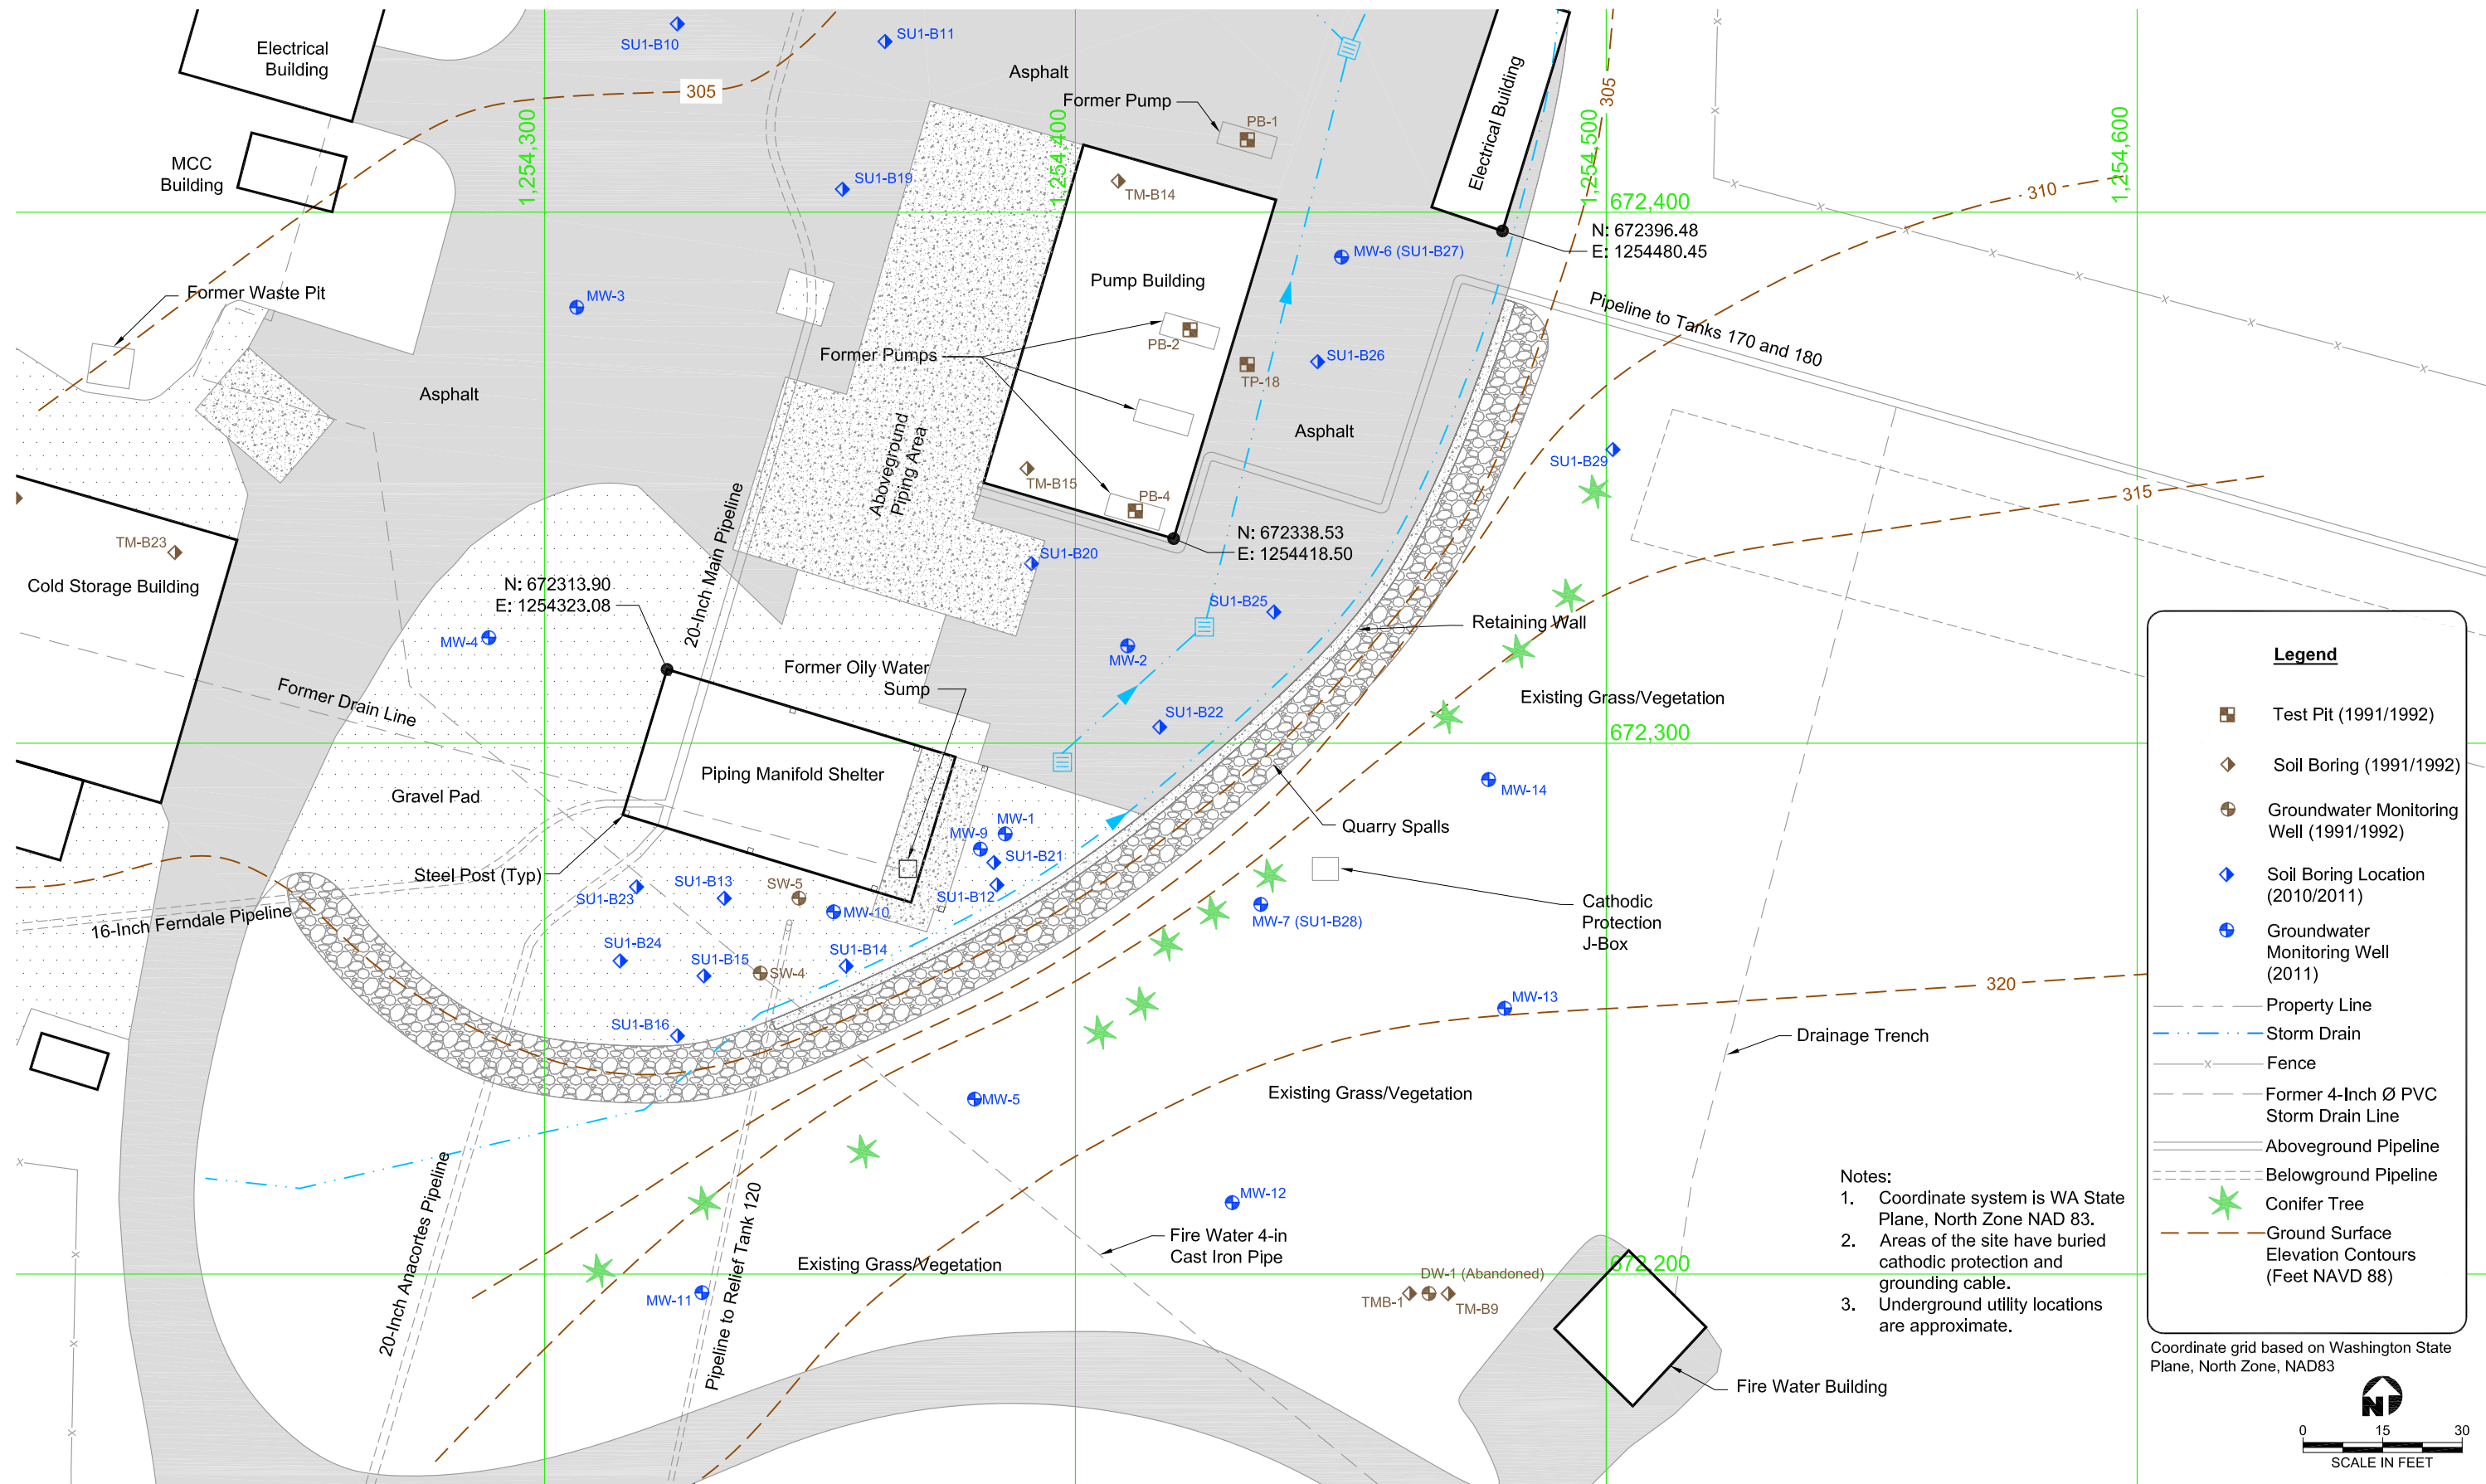 Electrical
Building
SU1-B10
SU1-B11
Asphalt
Former Pump
PB-1
305
305
1,254,300
1,254,400
1,254,500
1,254,600
Electrical Building
MCC
Building
SU1-B19
TM-B14
310
672,400
N: 672396.48
E: 1254480.45
MW-6 (SU1-B27)
Pump Building
Former Waste Pit
MW-3
Pipeline to Tanks 170 and 180
PB-2
Former Pumps
SU1-B26
TP-18
Asphalt
Asphalt
Aboveground
Piping Area
SU1-B29
TM-B15
PB-4
315
20-Inch Main Pipeline
N: 672338.53
E: 1254418.50
TM-B23
SU1-B20
Cold Storage Building
N: 672313.90
E: 1254323.08
SU1-B25
Retaining Wall
MW-4
MW-2
Former Oily Water
Sump
Former Drain Line
SU1-B22
Existing Grass/Vegetation
672,300
Piping Manifold Shelter
Gravel Pad
MW-14
MW-1
MW-9
SU1-B21
Quarry Spalls
Steel Post (Typ)
SU1-B13
SW-5
SU1-B23
SU1-B12
MW-10
16-Inch Ferndale Pipeline
Cathodic
Protection
J-Box
MW-7 (SU1-B28)
SU1-B24
SU1-B15
SU1-B14
SW-4
320
MW-13
SU1-B16
Drainage Trench
MW-5
Existing Grass/Vegetation
20-Inch Anacortes Pipeline
Pipeline to Relief Tank 120
MW-12
Fire Water 4-in
Cast Iron Pipe
Existing Grass/Vegetation
672,200
MW-11
DW-1 (Abandoned)
TMB-1
TM-B9
Fire Water Building
Notes:
1. Coordinate system is WA State
Plane, North Zone NAD 83.
2. Areas of the site have buried
cathodic protection and
grounding cable.
3. Underground utility locations
are approximate.
Legend
Test Pit (1991/1992)
Soil Boring (1991/1992)
Groundwater Monitoring
Well (1991/1992)
Soil Boring Location
(2010/2011)
Groundwater
Monitoring Well
(2011)
Property Line
Storm Drain
x
Fence
Former 4-Inch Ø PVC
Storm Drain Line
Aboveground Pipeline
Belowground Pipeline
Conifer Tree
Ground Surface
Elevation Contours
(Feet NAVD 88)
Coordinate grid based on Washington State
Plane, North Zone, NAD83
N
0 15 30
SCALE IN FEET